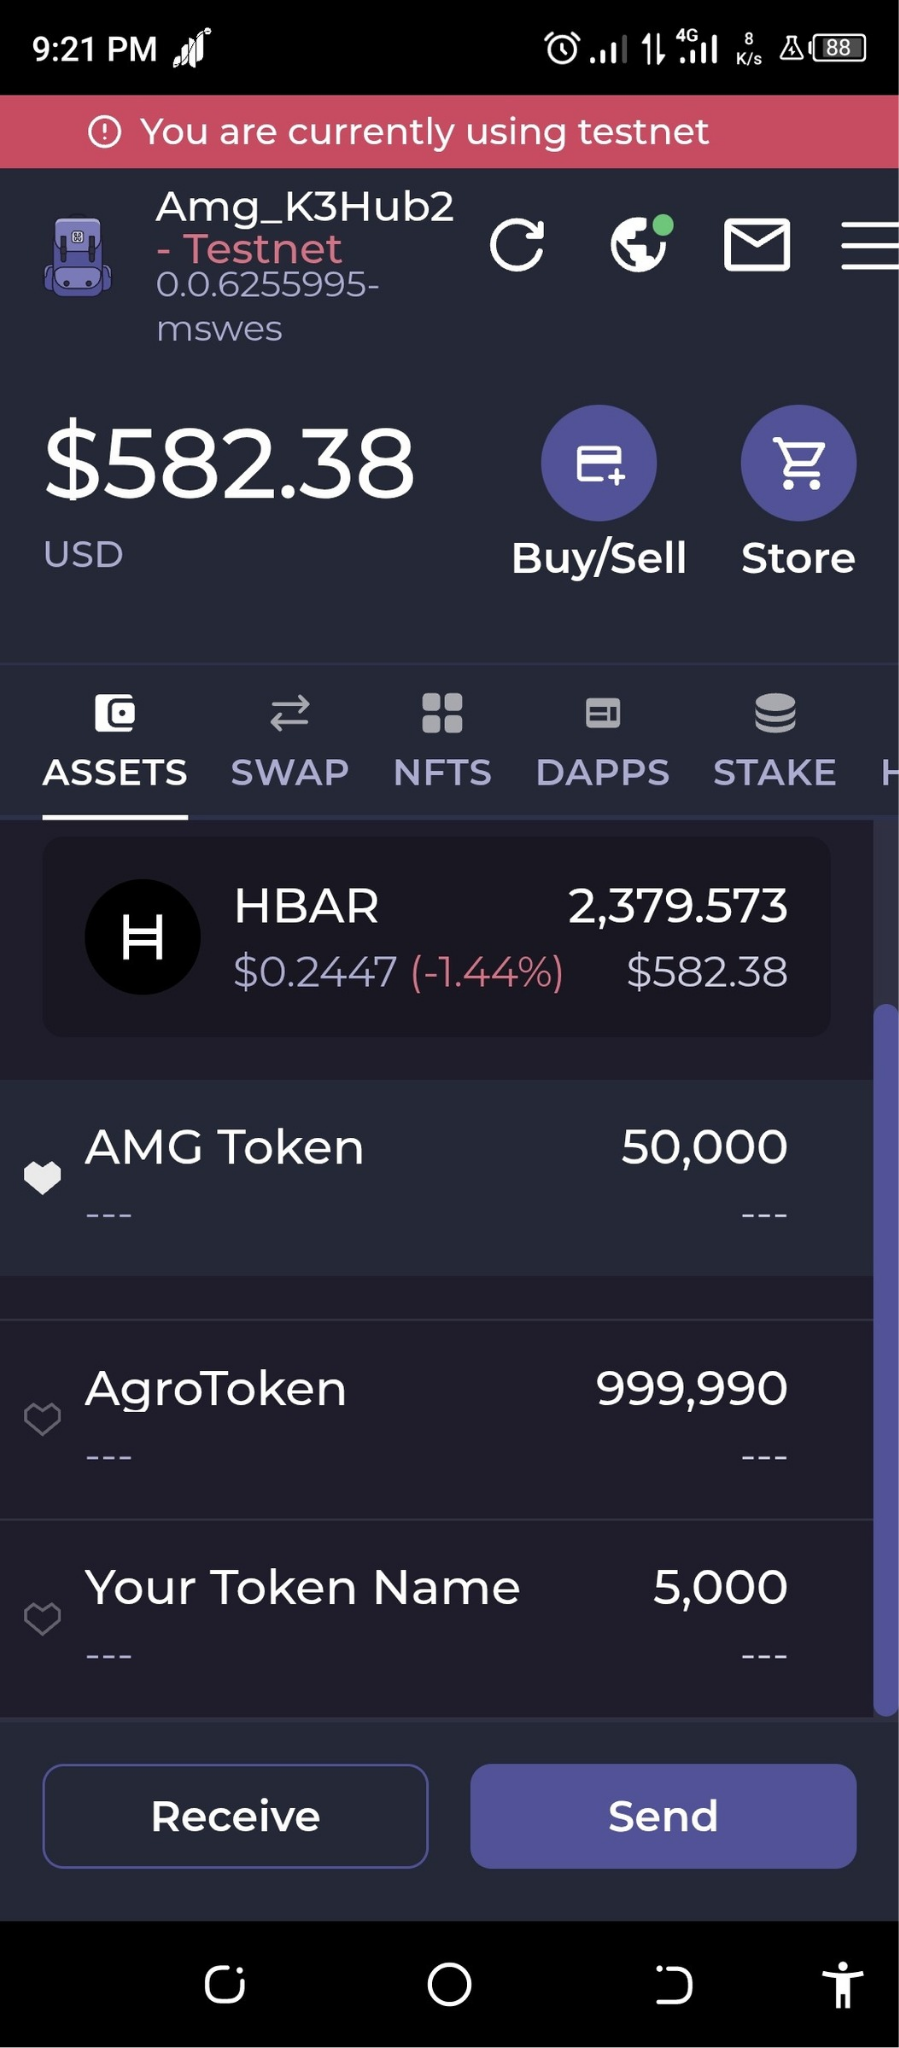 9:21 PM
4G
8
K/s
88
You are currently using testnet
Amg_K3Hub2
- Testnet
0.0.6255995-
mswes
$582.38
USD
Buy/Sell
Store
ASSETS
SWAP
NFTS
DAPPS
STAKE
H
HBAR
2,379.573
$0.2447 (-1.44%)
$582.38
AMG Token
50,000
---
---
AgroToken
999,990
---
---
Your Token Name
5,000
---
---
Receive
Send